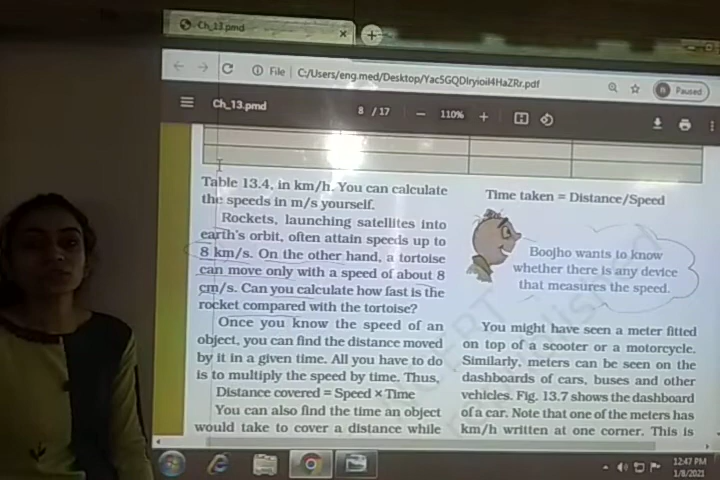 Ch_13.pmd
File
C:/Users/eng.med/Desktop/Yac5GQDIryioil4HaZRr.pdf
Paused
Ch_13.pmd
8 / 17
110%
Table 13.4, in km/h. You can calculate
the speeds in m/s yourself.
Rockets, launching satellites into
earth's orbit, often attain speeds up to
8 km/s. On the other hand, a tortoise
can move only with a speed of about 8
cm/s. Can you calculate how fast is the
rocket compared with the tortoise?
Once you know the speed of an
object, you can find the distance moved
by it in a given time. All you have to do
is to multiply the speed by time. Thus,
Distance covered = Speed × Time
You can also find the time an object
would take to cover a distance while
Time taken = Distance/Speed
Boojho wants to know
whether there is any device
that measures the speed.
You might have seen a meter fitted
on top of a scooter or a motorcycle.
Similarly, meters can be seen on the
dashboards of cars, buses and other
vehicles. Fig. 13.7 shows the dashboard
of a car. Note that one of the meters has
km/h written at one corner. This is
12:47 PM
1/8/2021